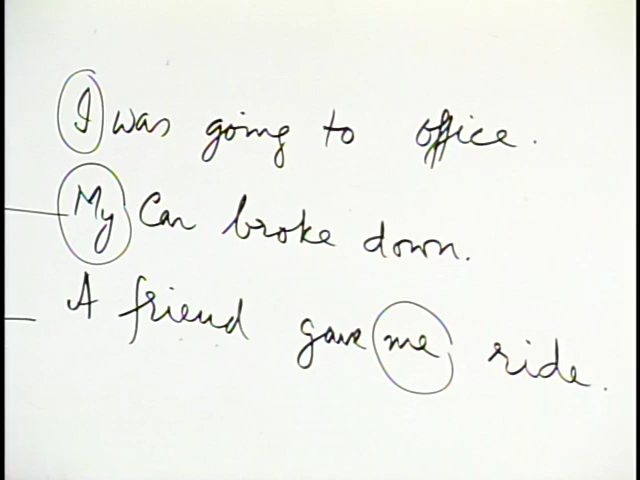 I was going to office.
My Car broke down.
A friend gave me ride.